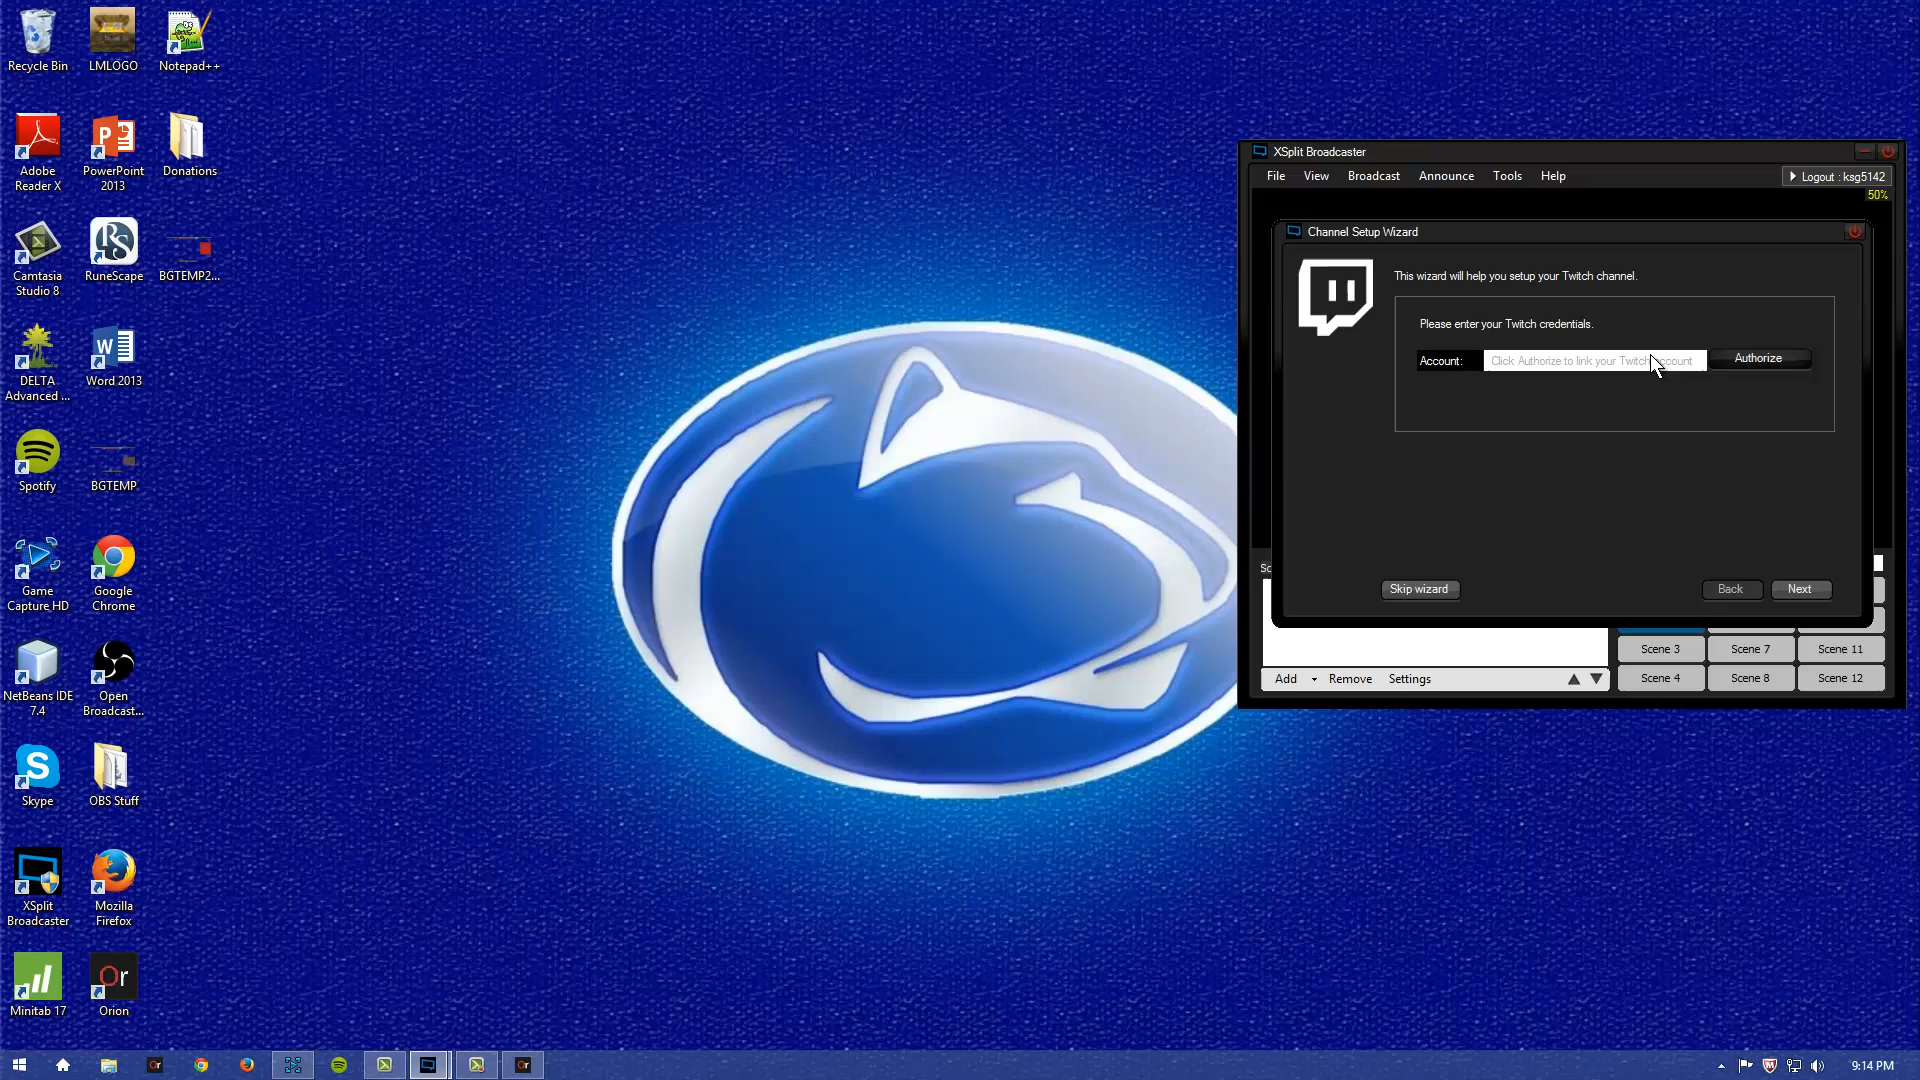 Recycle Bin
LMLOGO
Notepad++
Adobe
Reader X
PowerPoint
2013
Donations
Camtasia
Studio 8
RuneScape
BGTEMP2...
DELTA
Advanced ...
Word 2013
Spotify
BGTEMP
Game
Capture HD
Google
Chrome
NetBeans IDE
7.4
Open
Broadcast...
Skype
OBS Stuff
XSplit
Broadcaster
Mozilla
Firefox
Minitab 17
Or
Orion
XSplit Broadcaster
File View Broadcast Announce Tools Help
Logout : ksg5142
50%
Channel Setup Wizard
This wizard will help you setup your Twitch channel.
Please enter your Twitch credentials.
Account: Click Authorize to link your Twitch account Authorize
Skip wizard Back Next
Scene 3 Scene 7 Scene 11
Scene 4 Scene 8 Scene 12
Add Remove Settings
9:14 PM